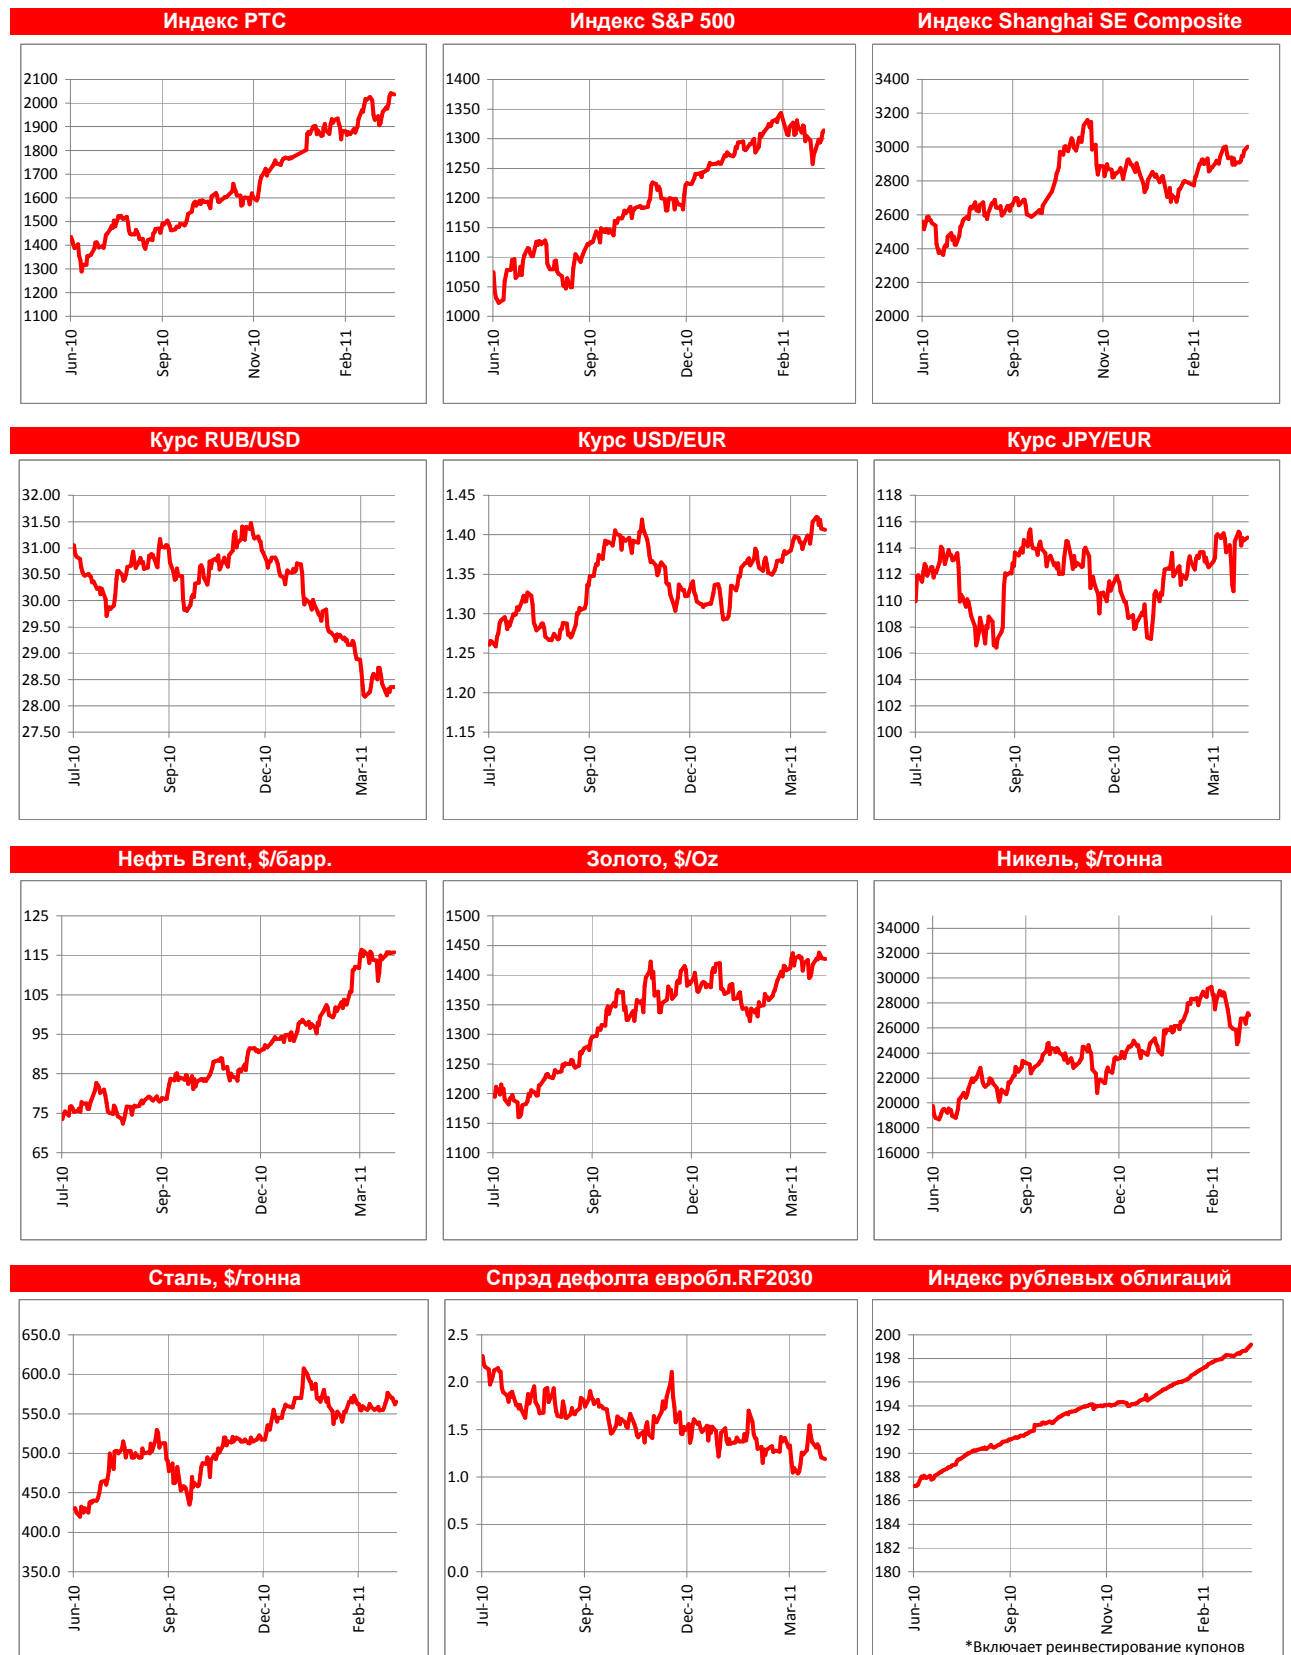 Индекс РТС
Индекс S&P 500
Индекс Shanghai SE Composite
2100
2000
1900
1800
1700
1600
1500
1400
1300
1200
1100
Jun-10
Sep-10
Nov-10
Feb-11
1400
1350
1300
1250
1200
1150
1100
1050
1000
Jun-10
Sep-10
Dec-10
Feb-11
3400
3200
3000
2800
2600
2400
2200
2000
Jun-10
Sep-10
Nov-10
Feb-11
Курс RUB/USD
Курс USD/EUR
Курс JPY/EUR
32.00
31.50
31.00
30.50
30.00
29.50
29.00
28.50
28.00
27.50
Jul-10
Sep-10
Dec-10
Mar-11
1.45
1.40
1.35
1.30
1.25
1.20
1.15
Jul-10
Sep-10
Dec-10
Mar-11
118
116
114
112
110
108
106
104
102
100
Jul-10
Sep-10
Dec-10
Mar-11
Нефть Brent, $/барр.
Золото, $/Oz
Никель, $/тонна
125
115
105
95
85
75
65
Jul-10
Sep-10
Dec-10
Mar-11
1500
1450
1400
1350
1300
1250
1200
1150
1100
Jul-10
Sep-10
Dec-10
Mar-11
34000
32000
30000
28000
26000
24000
22000
20000
18000
16000
Jun-10
Sep-10
Dec-10
Feb-11
Сталь, $/тонна
Спрэд дефолта евробл.RF2030
Индекс рублевых облигаций
650.0
600.0
550.0
500.0
450.0
400.0
350.0
Jun-10
Sep-10
Dec-10
Feb-11
2.5
2.0
1.5
1.0
0.5
0.0
Jul-10
Sep-10
Dec-10
Mar-11
200
198
196
194
192
190
188
186
184
182
180
Jun-10
Sep-10
Nov-10
Feb-11
*Включает реинвестирование купонов